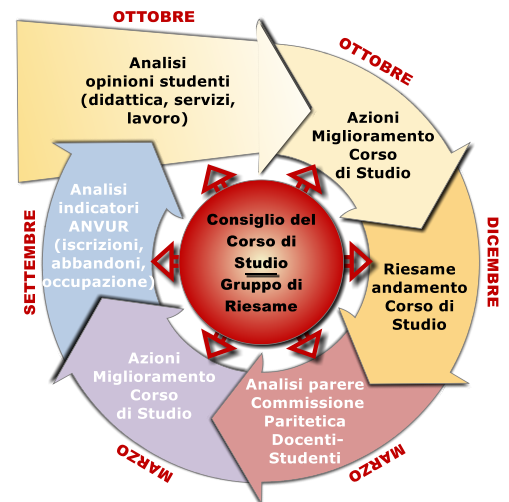 OTTOBRE
Analisi
opinioni studenti
(didattica, servizi,
lavoro)
OTTOBRE
Azioni
Miglioramento
Corso
di Studio
DICEMBRE
Riesame
andamento
Corso di
Studio
MARZO
Analisi parere
Commissione
Paritetica
Docenti-
Studenti
MARZO
Azioni
Miglioramento
Corso
di Studio
SETTEMBRE
Analisi
indicatori
ANVUR
(iscrizioni,
abbandoni,
occupazione)
Consiglio del
Corso di
Studio
Gruppo di
Riesame